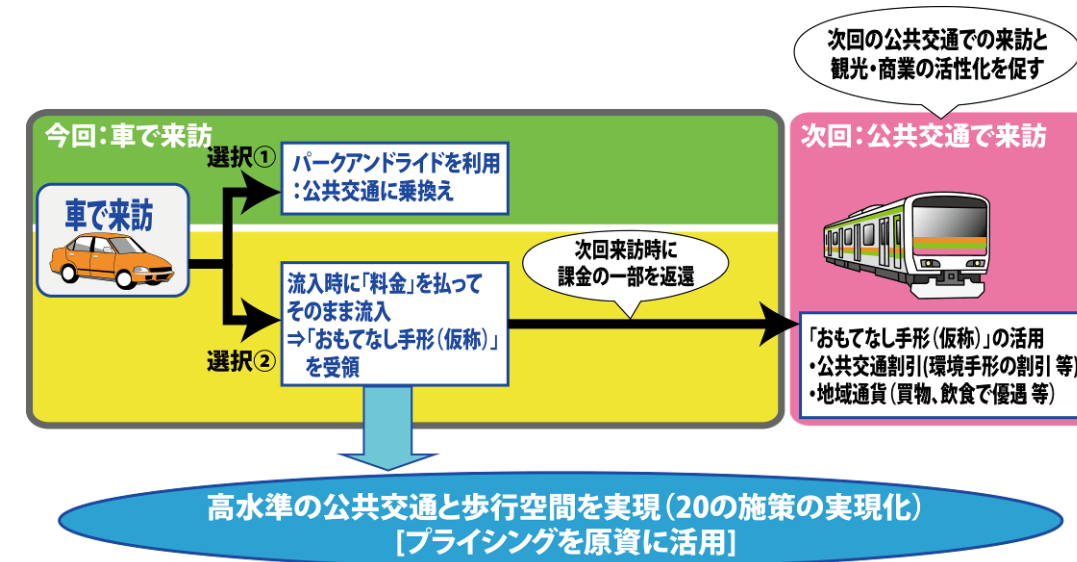 次回の公共交通での来訪と
観光・商業の活性化を促す
今回：車で来訪
次回：公共交通で来訪
選択①
パークアンドライドを利用
：公共交通に乗換え
車で来訪
次回来訪時に
課金の一部を返還
流入時に「料金」を払って
そのまま流入
⇒「おもてなし手形（仮称）」
を受領
選択②
「おもてなし手形（仮称）」の活用
・公共交通割引(環境手形の割引 等)
・地域通貨（買物、飲食で優遇 等）
高水準の公共交通と歩行空間を実現（20の施策の実現化）
[プライシングを原資に活用]